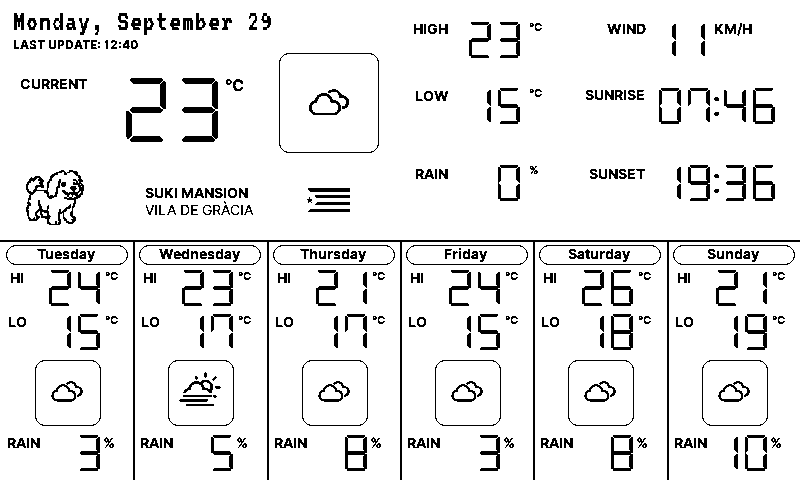 Monday, September 29
LAST UPDATE: 12:40
CURRENT 23 °C
HIGH 23 °C
LOW 15 °C
RAIN 0 %
WIND 11 KM/H
SUNRISE 07:46
SUNSET 19:36
SUKI MANSION
VILA DE GRÀCIA
Tuesday
HI 24 °C
LO 15 °C
RAIN 3 %
Wednesday
HI 23 °C
LO 17 °C
RAIN 5 %
Thursday
HI 21 °C
LO 17 °C
RAIN 8 %
Friday
HI 24 °C
LO 15 °C
RAIN 3 %
Saturday
HI 26 °C
LO 18 °C
RAIN 8 %
Sunday
HI 21 °C
LO 19 °C
RAIN 10 %